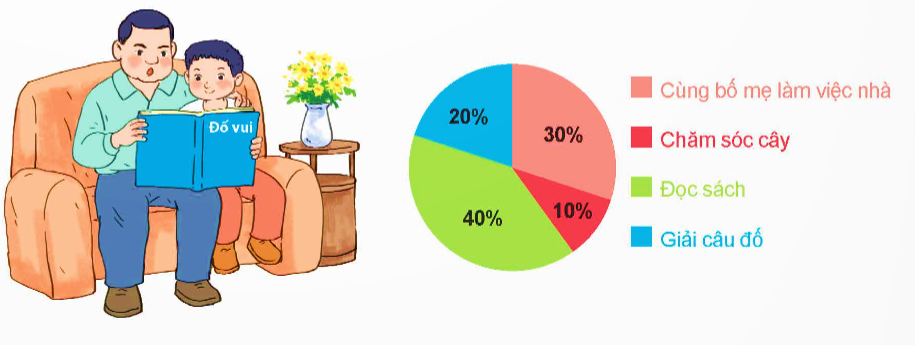 Đố vui
20%
30%
10%
40%
Cùng bố mẹ làm việc nhà
Chăm sóc cây
Đọc sách
Giải câu đố